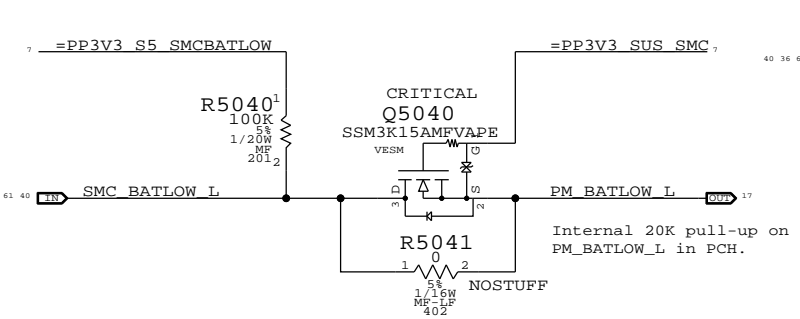 7 =PP3V3_S5_SMCBATLOW
=PP3V3_SUS_SMC 7
40 36 6
CRITICAL
Q5040
SSM3K15AMFVAPE
VESM
G 1
R5040 1
100K
5%
1/20W
MF
201 2
61 40 IN SMC_BATLOW_L
D 3
S 2
PM_BATLOW_L OUT 17
Internal 20K pull-up on
PM_BATLOW_L in PCH.
R5041
0
1 2
5%
1/16W
MF-LF
402
NOSTUFF